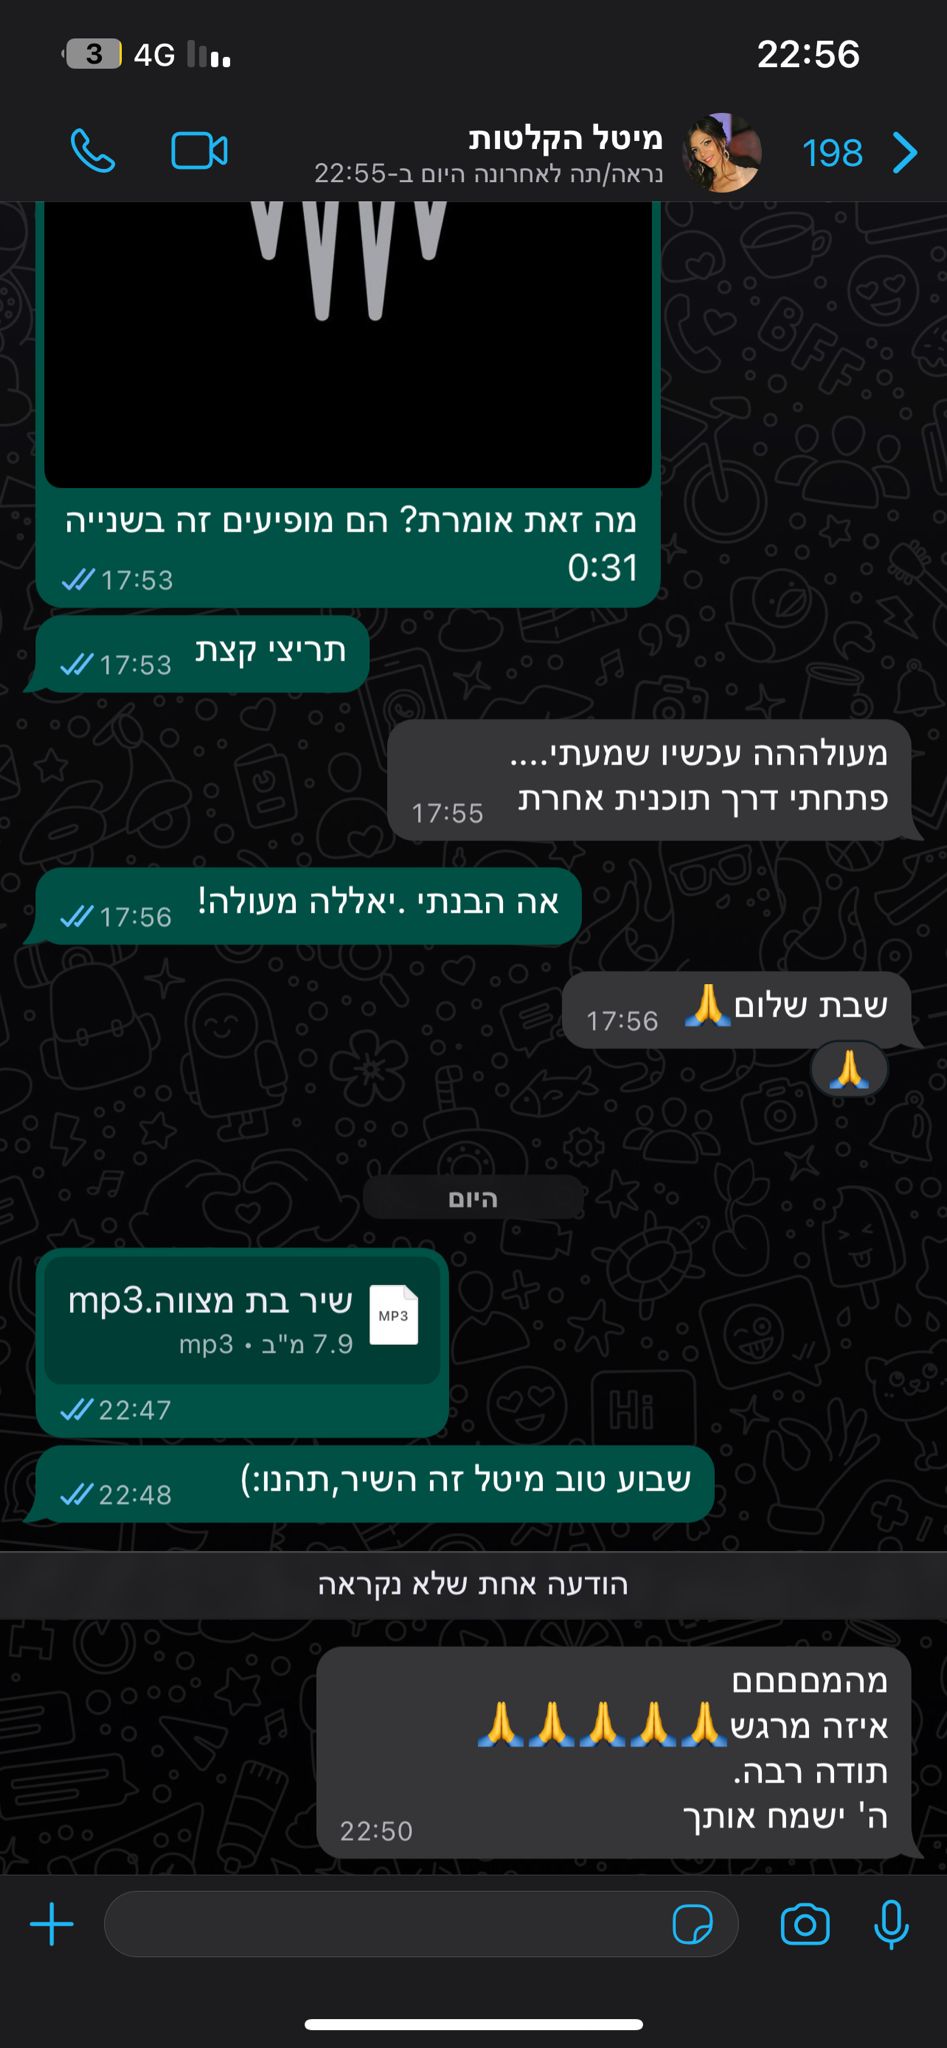 22:56
4G
3
198
מיטל הקלטות
נראה/תה לאחרונה היום ב-22:55
מה זאת אומרת? הם מופיעים זה בשנייה
0:31
17:53
תריצי קצת
17:53
מעולההה עכשיו שמעתי....
פתחתי דרך תוכנית אחרת
17:55
אה הבנתי .יאללה מעולה!
17:56
שבת שלום🙏
17:56
🙏
היום
MP3
שיר בת מצווה.mp3
7.9 מ"ב • mp3
22:47
שבוע טוב מיטל זה השיר,תהנו:)
22:48
הודעה אחת שלא נקראה
מהמםםםם
איזה מרגש🙏🙏🙏🙏🙏
תודה רבה.
ה' ישמח אותך
22:50